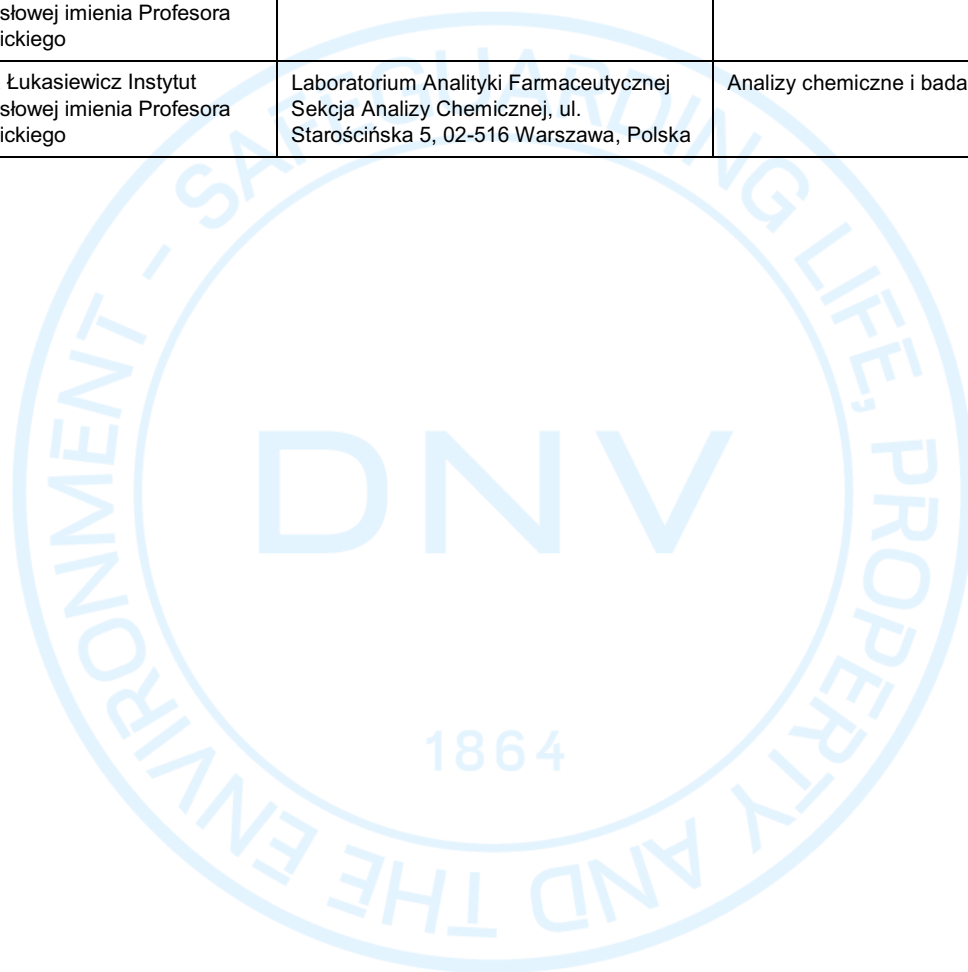 słowej imienia Profesora
ickiego
Łukasiewicz Instytut
słowej imienia Profesora
ickiego
Laboratorium Analityki Farmaceutycznej
Sekcja Analizy Chemicznej, ul.
Starościńska 5, 02-516 Warszawa, Polska
Analizy chemiczne i bada
SAFEGUARDING LIFE, PROPERTY AND THE ENVIRONMENT -
DNV
1864